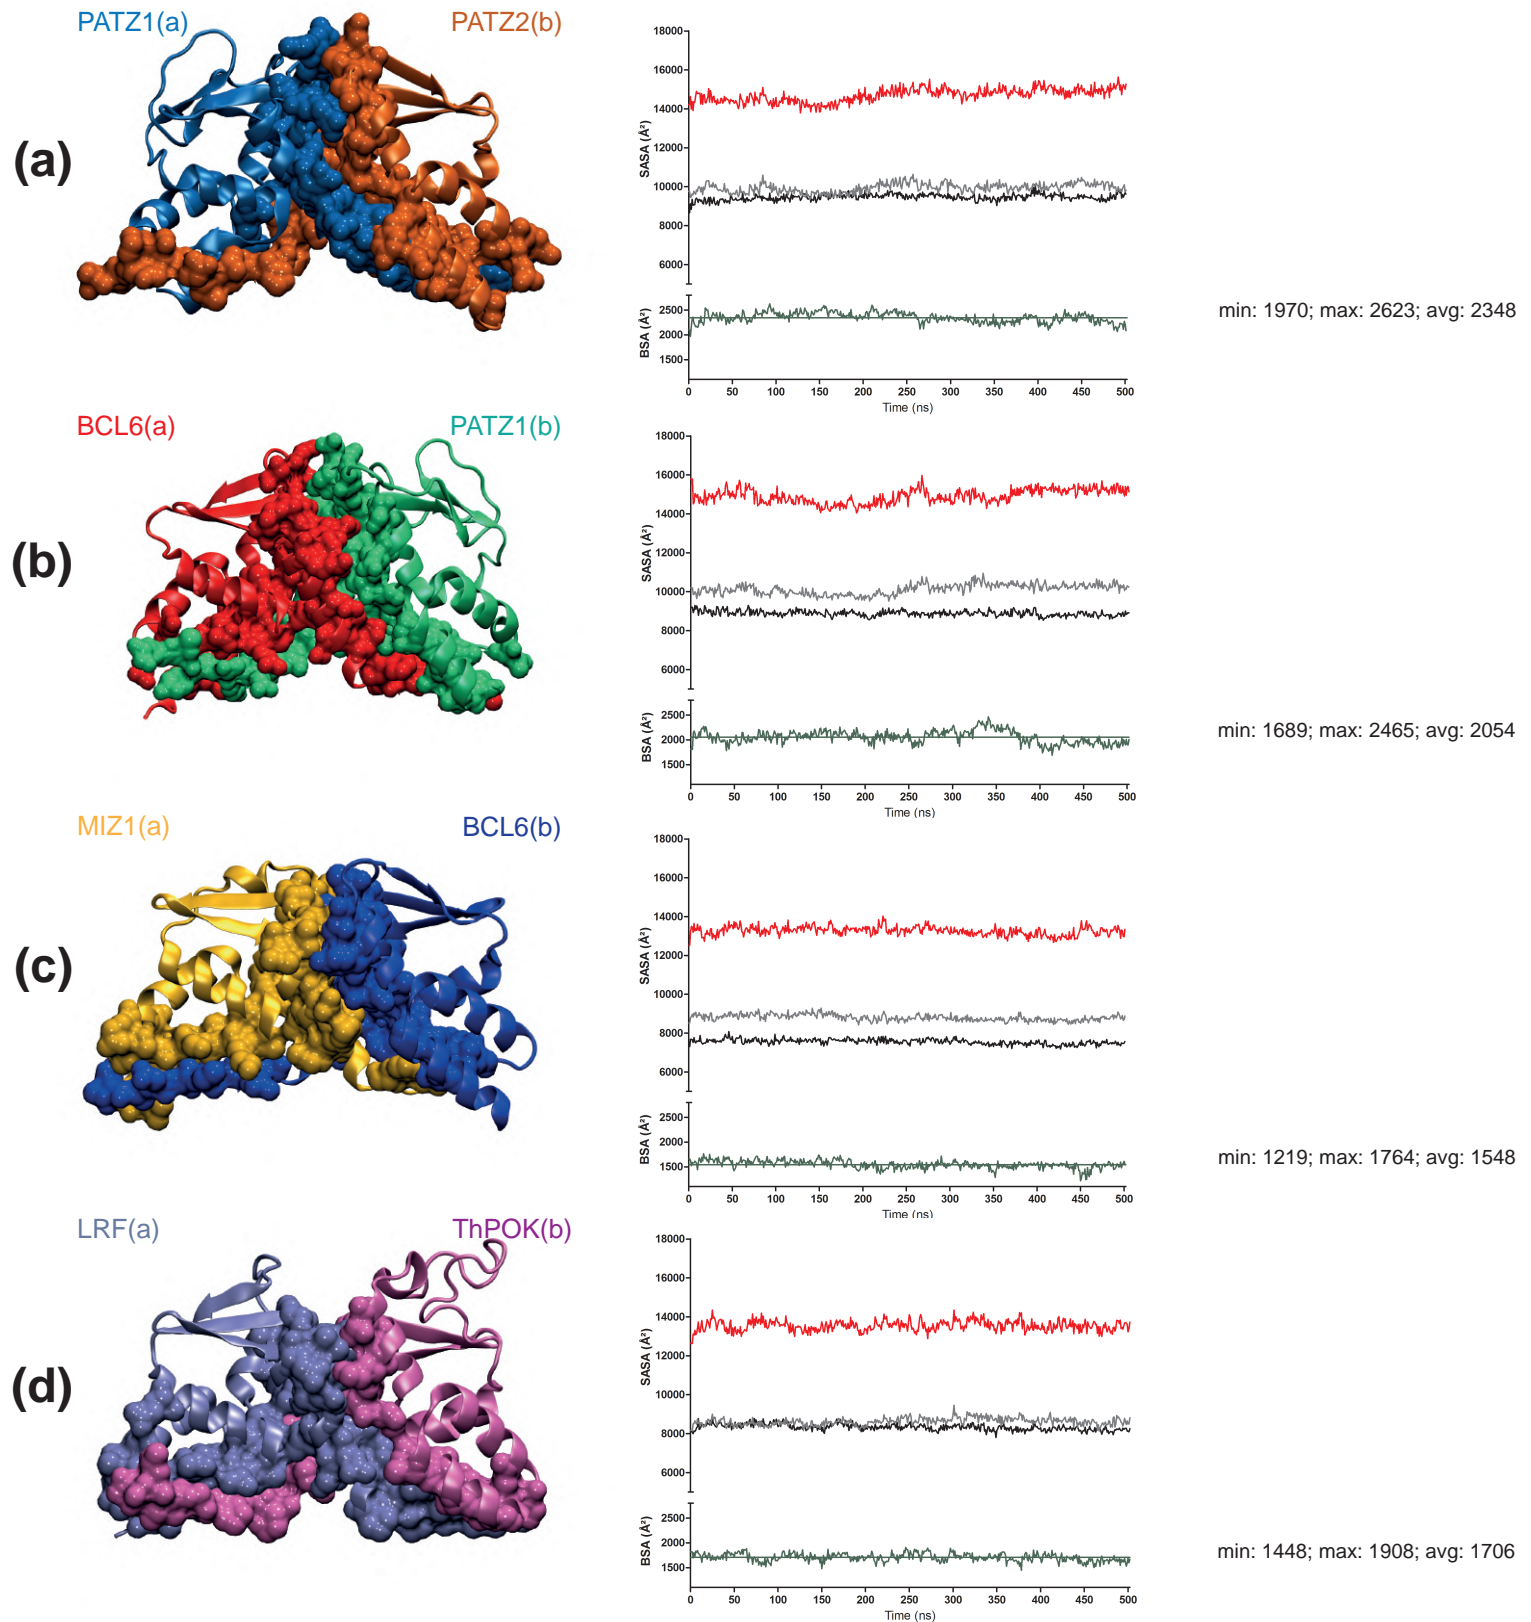 PATZ1(a) PATZ2(b)
(a)
18000
16000
14000
12000
10000
8000
6000
SASA (Å²)
2500
2000
1500
BSA (Å²)
0 50 100 150 200 250 300 350 400 450 500
Time (ns)
min: 1970; max: 2623; avg: 2348
BCL6(a) PATZ1(b)
(b)
18000
16000
14000
12000
10000
8000
6000
SASA (Å²)
2500
2000
1500
BSA (Å²)
0 50 100 150 200 250 300 350 400 450 500
Time (ns)
min: 1689; max: 2465; avg: 2054
MIZ1(a) BCL6(b)
(c)
18000
16000
14000
12000
10000
8000
6000
SASA (Å²)
2500
2000
1500
BSA (Å²)
0 50 100 150 200 250 300 350 400 450 500
Time (ns)
min: 1219; max: 1764; avg: 1548
LRF(a) ThPOK(b)
(d)
18000
16000
14000
12000
10000
8000
6000
SASA (Å²)
2500
2000
1500
BSA (Å²)
0 50 100 150 200 250 300 350 400 450 500
Time (ns)
min: 1448; max: 1908; avg: 1706